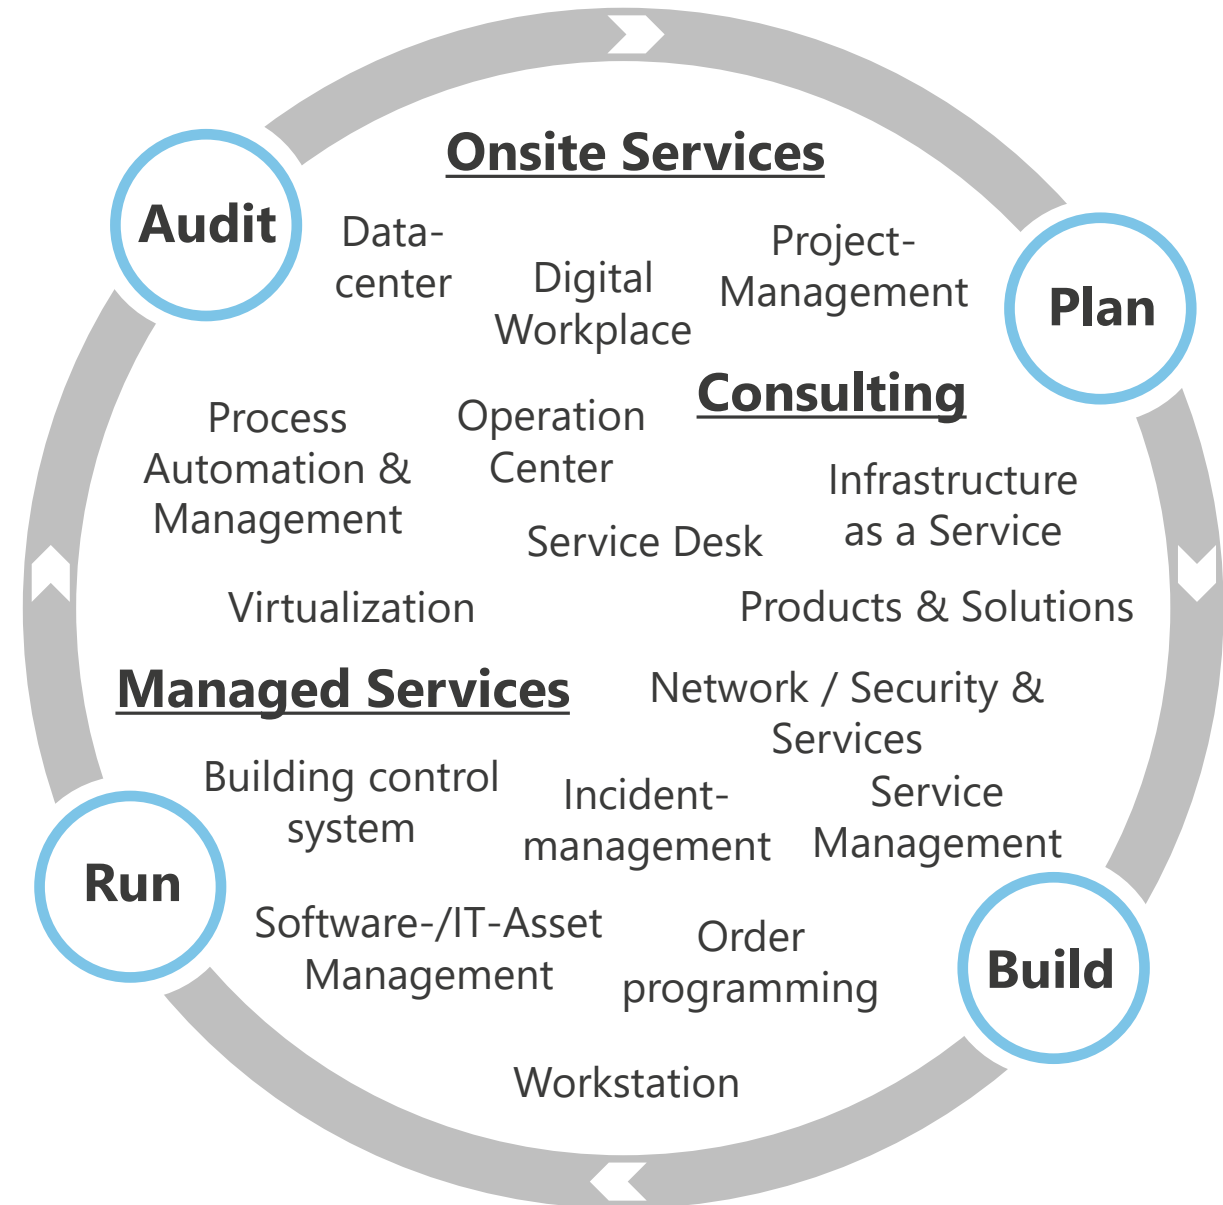 Onsite Services
Audit
Data-
center
Digital
Workplace
Project-
Management
Plan
Consulting
Process
Automation &
Management
Operation
Center
Infrastructure
as a Service
Service Desk
Virtualization
Products & Solutions
Managed Services
Network / Security &
Services
Building control
system
Incident-
management
Service
Management
Run
Software-/IT-Asset
Management
Order
programming
Build
Workstation